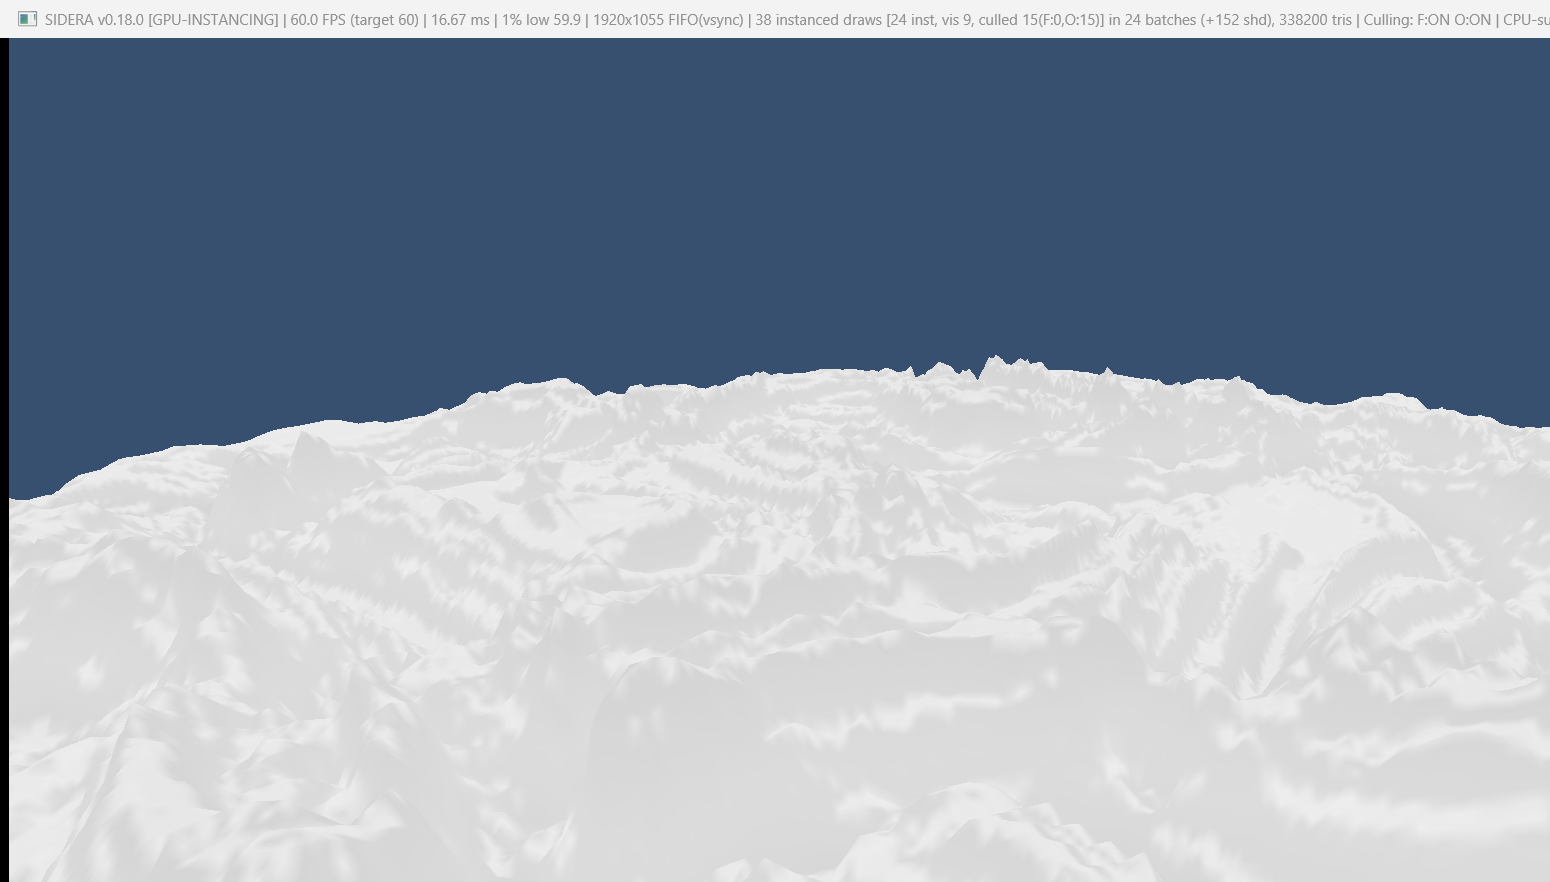 SIDERA v0.18.0 [GPU-INSTANCING] | 60.0 FPS (target 60) | 16.67 ms | 1% low 59.9 | 1920x1055 FIFO(vsync) | 38 instanced draws [24 inst, vis 9, culled 15(F:0,O:15)] in 24 batches (+152 shd), 338200 tris | Culling: F:ON O:ON | CPU-su